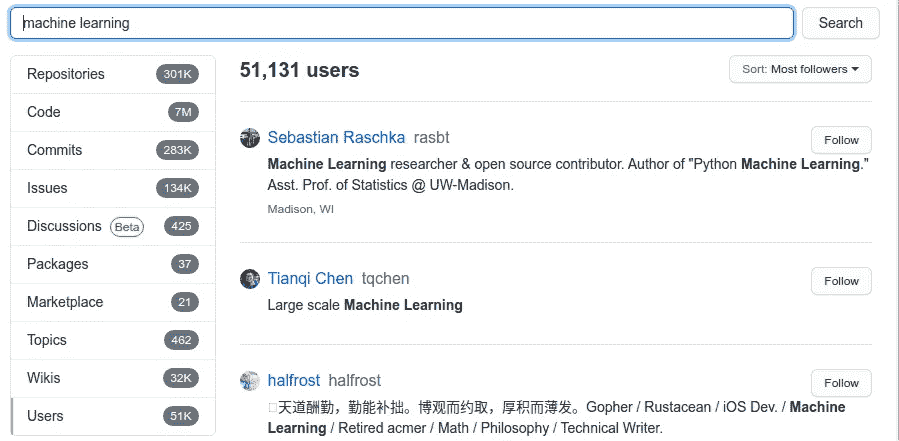 machine learning
Search
Repositories 301K
Code 7M
Commits 283K
Issues 134K
Discussions Beta 425
Packages 37
Marketplace 21
Topics 462
Wikis 32K
Users 51K
51,131 users
Sort: Most followers
Sebastian Raschka rasbt
Follow
Machine Learning researcher & open source contributor. Author of "Python Machine Learning."
Asst. Prof. of Statistics @ UW-Madison.
Madison, WI
Tianqi Chen tqchen
Follow
Large scale Machine Learning
halfrost halfrost
Follow
天道酬勤，勤能补拙。博观而约取，厚积而薄发。Gopher / Rustacean / iOS Dev. / Machine
Learning / Retired acmer / Math / Philosophy / Technical Writer.